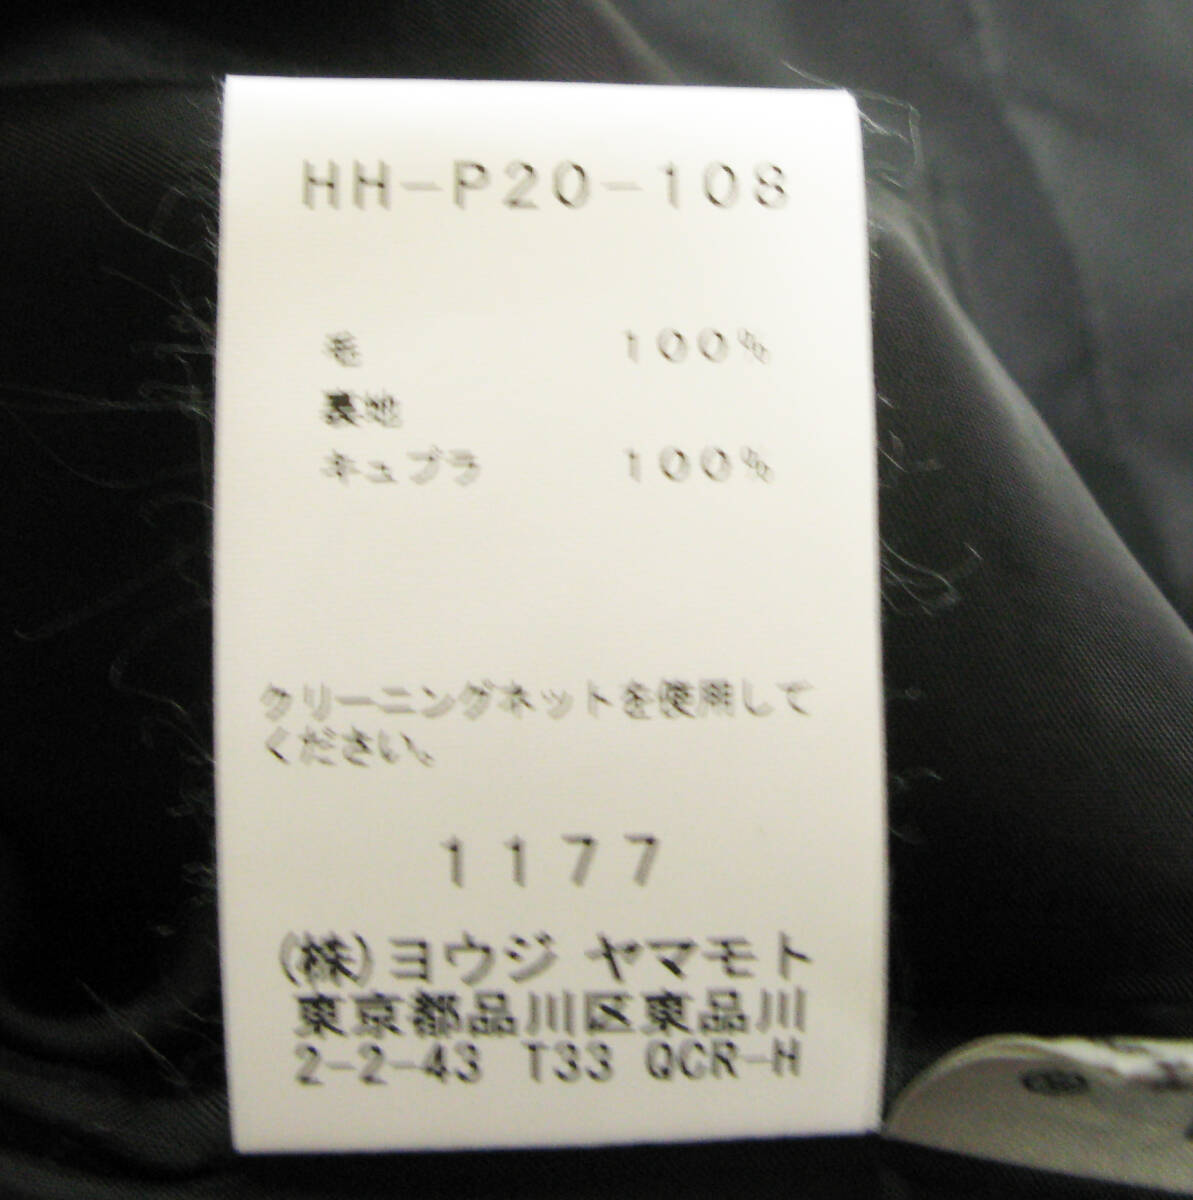 HH-P20-108
毛 100%
裏地
キュプラ 100%
クリーニングネットを使用して
ください。
1177
(株)ヨウジ ヤマモト
東京都品川区東品川
2-2-43 T33 QCR-H